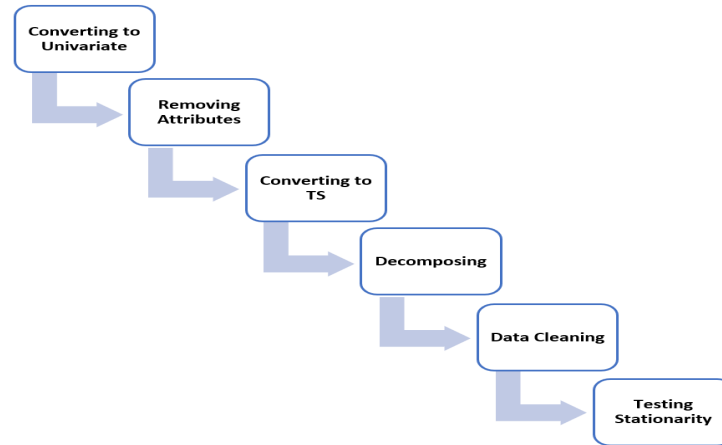 Converting to
Univariate
Removing
Attributes
Converting to
TS
Decomposing
Data Cleaning
Testing
Stationarity